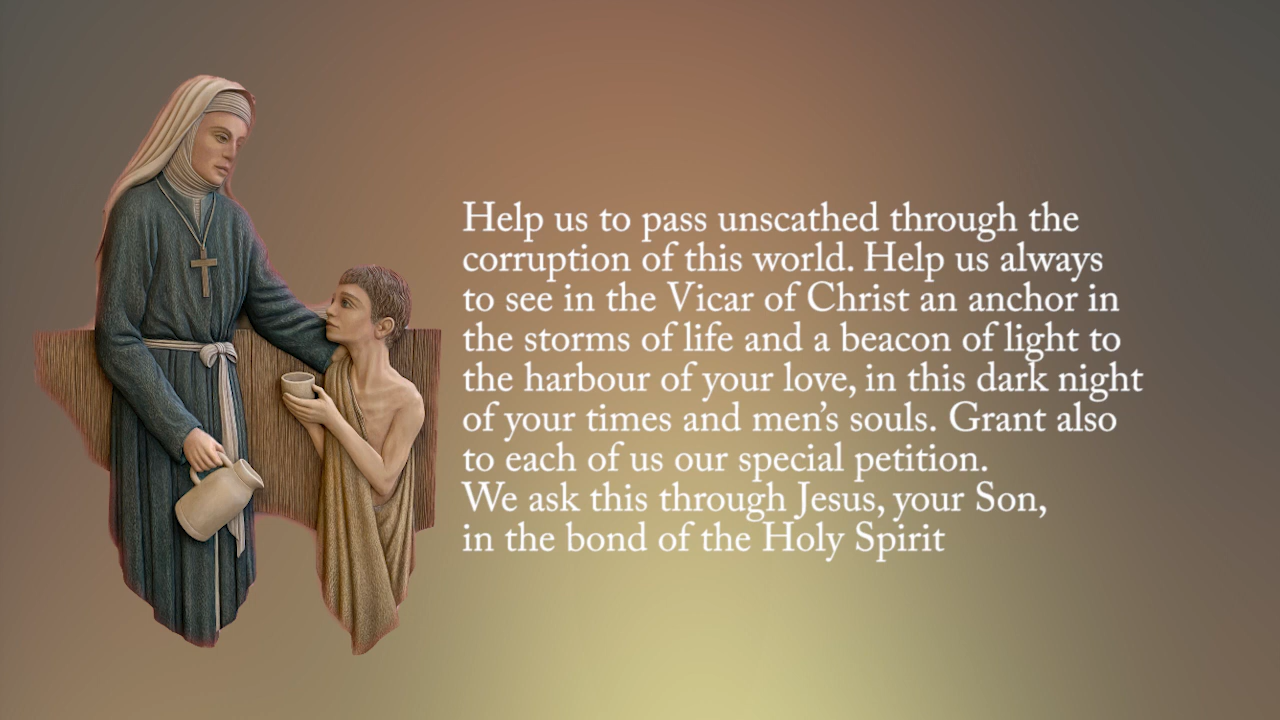 Help us to pass unscathed through the
corruption of this world. Help us always
to see in the Vicar of Christ an anchor in
the storms of life and a beacon of light to
the harbour of your love, in this dark night
of your times and men’s souls. Grant also
to each of us our special petition.
We ask this through Jesus, your Son,
in the bond of the Holy Spirit